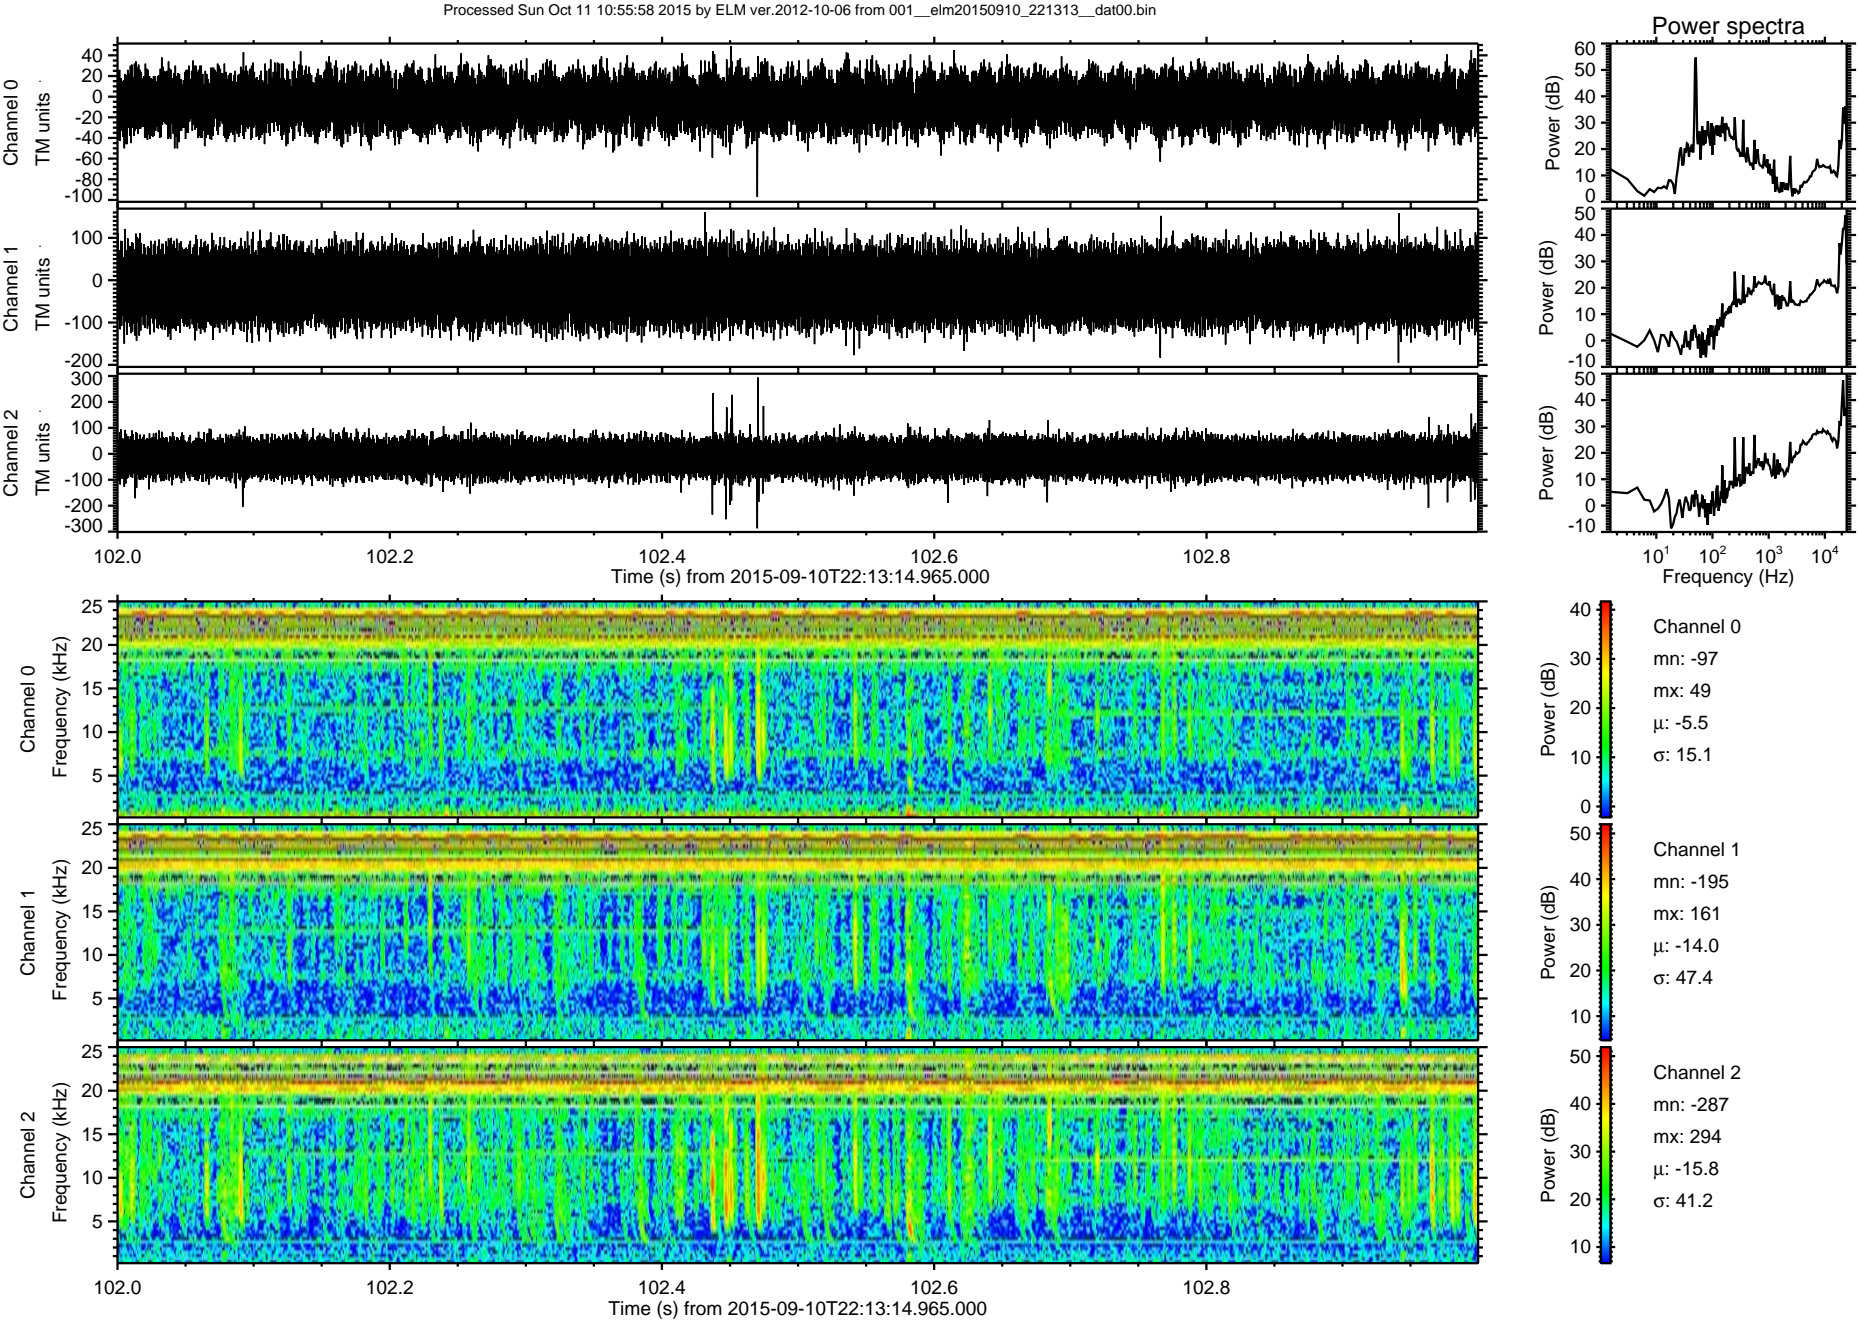 Processed Sun Oct 11 10:55:58 2015 by ELM ver.2012-10-06 from 001__elm20150910_221313__dat00.bin
Power spectra
Channel 0
TM units
40
20
0
-20
-40
-60
-80
-100
Power (dB)
60
50
40
30
20
10
0
Channel 1
TM units
100
0
-100
-200
Power (dB)
50
40
30
20
10
0
-10
Channel 2
TM units
300
200
100
0
-100
-200
-300
Power (dB)
50
40
30
20
10
0
-10
102.0 102.2 102.4 102.6 102.8
Time (s) from 2015-09-10T22:13:14.965.000
10¹ 10² 10³ 10⁴
Frequency (Hz)
Channel 0
Frequency (kHz)
25
20
15
10
5
Power (dB)
40
30
20
10
0
Channel 0
mn: -97
mx: 49
µ: -5.5
σ: 15.1
Channel 1
Frequency (kHz)
25
20
15
10
5
Power (dB)
50
40
30
20
10
Channel 1
mn: -195
mx: 161
µ: -14.0
σ: 47.4
Channel 2
Frequency (kHz)
25
20
15
10
5
Power (dB)
50
40
30
20
10
Channel 2
mn: -287
mx: 294
µ: -15.8
σ: 41.2
102.0 102.2 102.4 102.6 102.8
Time (s) from 2015-09-10T22:13:14.965.000